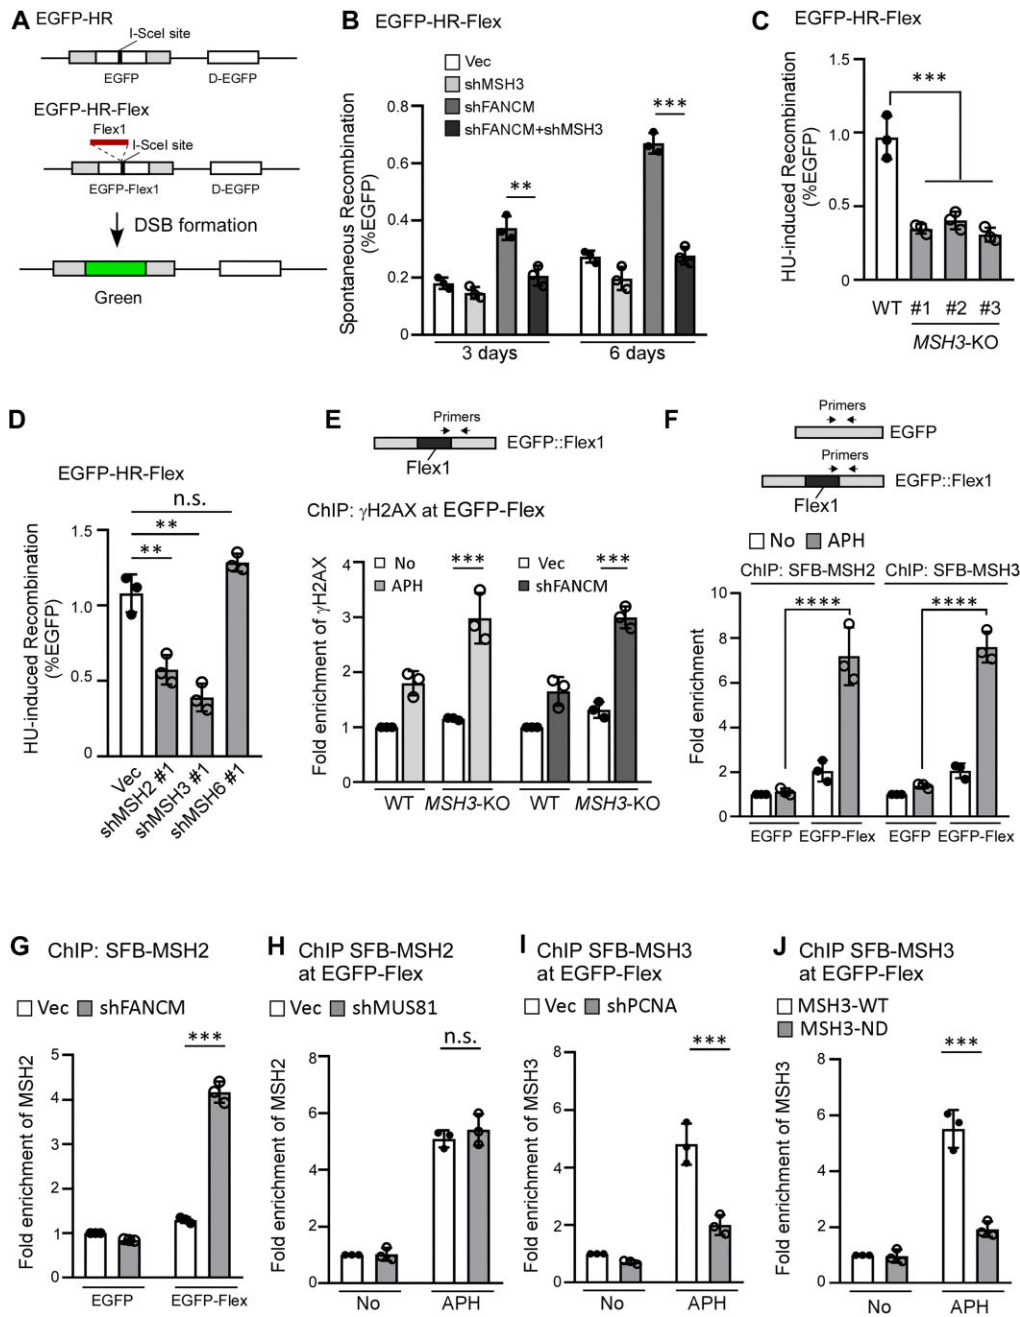 A
EGFP-HR
I-SceI site
EGFP
D-EGFP
EGFP-HR-Flex
Flex1
I-SceI site
EGFP-Flex1
D-EGFP
DSB formation
Green
B
EGFP-HR-Flex
Vec
shMSH3
shFANCM
shFANCM+shMSH3
Spontaneous Recombination
(%EGFP)
0.8
0.6
0.4
0.2
0
**
***
3 days
6 days
C
EGFP-HR-Flex
HU-induced Recombination
(%EGFP)
1.5
1.0
0.5
0
***
WT #1 #2 #3
MSH3-KO
D
EGFP-HR-Flex
HU-induced Recombination
(%EGFP)
1.5
1.0
0.5
0
n.s.
**
**
Vec
shMSH2 #1
shMSH3 #1
shMSH6 #1
E
Primers
EGFP::Flex1
Flex1
ChIP: γH2AX at EGFP-Flex
No
APH
Vec
shFANCM
***
***
Fold enrichment of γH2AX
4
3
2
1
0
WT MSH3-KO WT MSH3-KO
F
Primers
EGFP
Primers
EGFP::Flex1
Flex1
No APH
ChIP: SFB-MSH2
ChIP: SFB-MSH3
****
****
Fold enrichment
10
8
6
4
2
0
EGFP EGFP-Flex EGFP EGFP-Flex
G
ChIP: SFB-MSH2
Vec shFANCM
***
Fold enrichment of MSH2
5
4
3
2
1
0
EGFP EGFP-Flex
H
ChIP SFB-MSH2
at EGFP-Flex
Vec shMUS81
n.s.
Fold enrichment of MSH2
8
6
4
2
0
No APH
I
ChIP SFB-MSH3
at EGFP-Flex
Vec shPCNA
***
Fold enrichment of MSH3
8
6
4
2
0
No APH
J
ChIP SFB-MSH3
at EGFP-Flex
MSH3-WT
MSH3-ND
***
Fold enrichment of MSH3
8
6
4
2
0
No APH